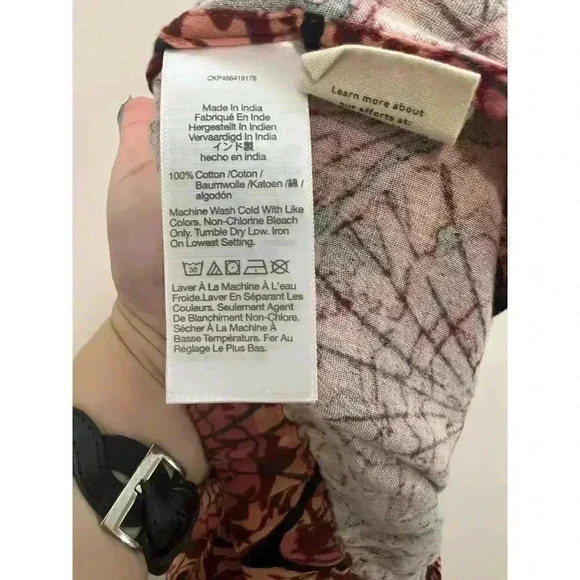 CKP466419178
Made In India
Fabriqué En Inde
Hergestellt In Indien
Vervaardigd In India
インド製
hecho en india
100% Cotton /Coton /
Baumwolle /Katoen /綿 /
algodón
Machine Wash Cold With Like
Colors. Non-Chlorine Bleach
Only. Tumble Dry Low. Iron
On Lowest Setting.
30
Laver À La Machine À L'eau
Froide.Laver En Séparant Les
Couleurs. Seulement Agent
De Blanchiment Non-Chlore.
Sécher À La Machine À
Basse Température. Fer Au
Réglage Le Plus Bas.
Learn more about
our efforts at: